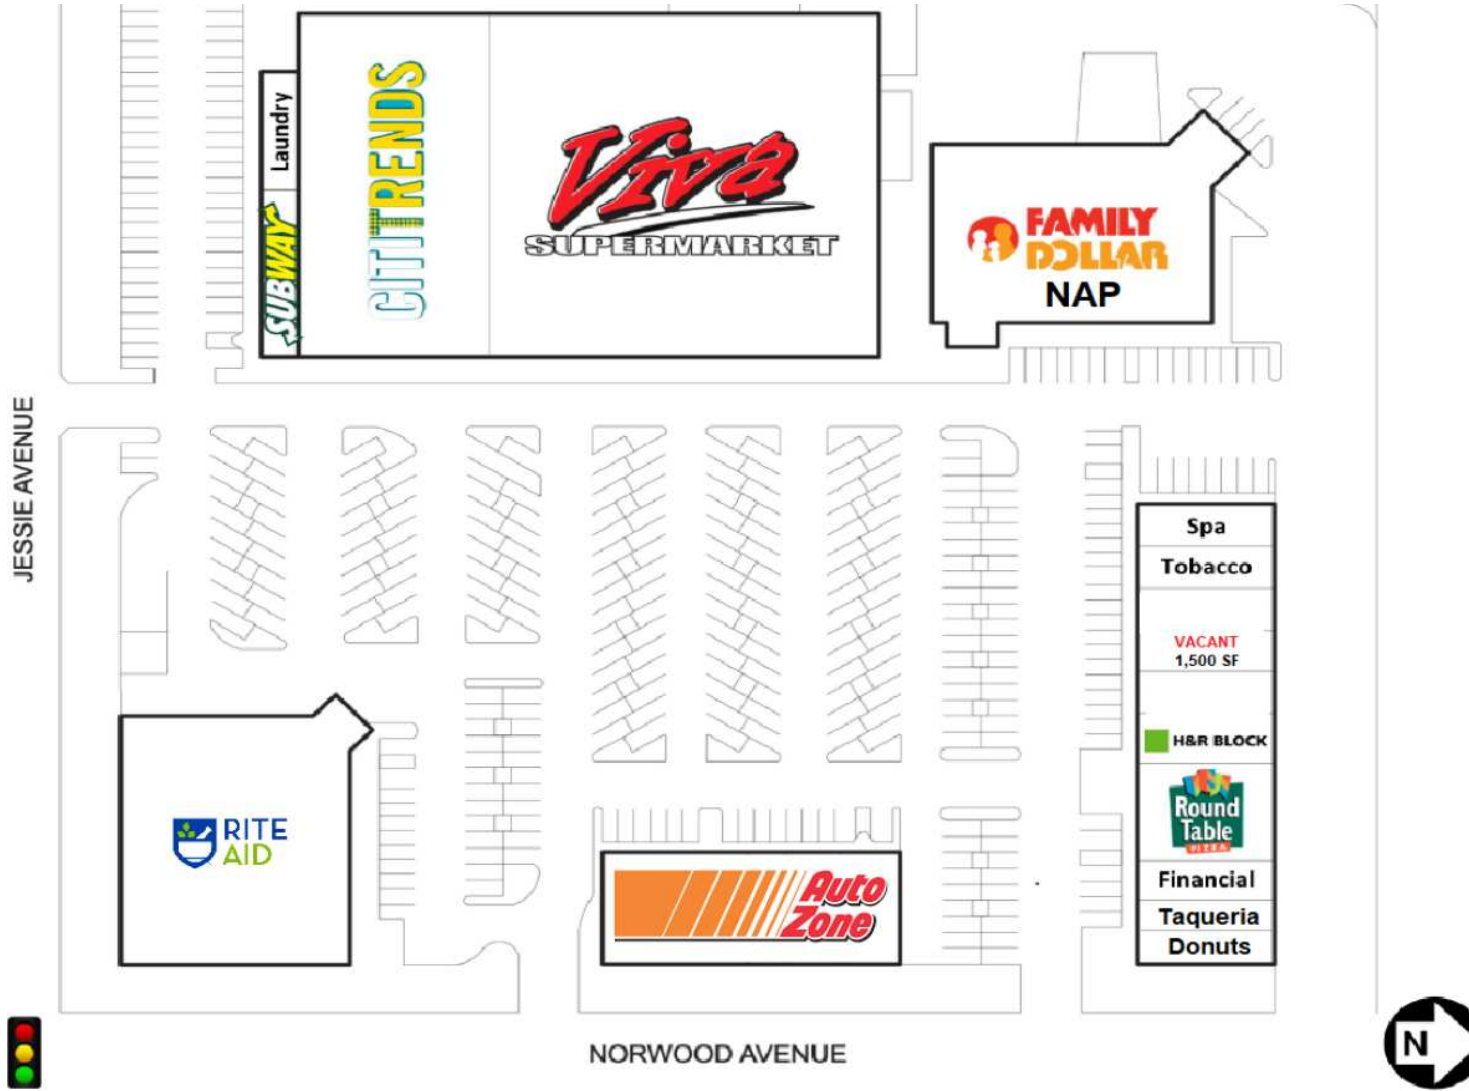 Laundry
SUBWAY
CITITRENDS
Viva
SUPERMARKET
FAMILY
DOLLAR
NAP
JESSIE AVENUE
Spa
Tobacco
VACANT
1,500 SF
H&R BLOCK
Round
Table
PIZZA
RITE
AID
Auto
Zone
Financial
Taqueria
Donuts
NORWOOD AVENUE
N